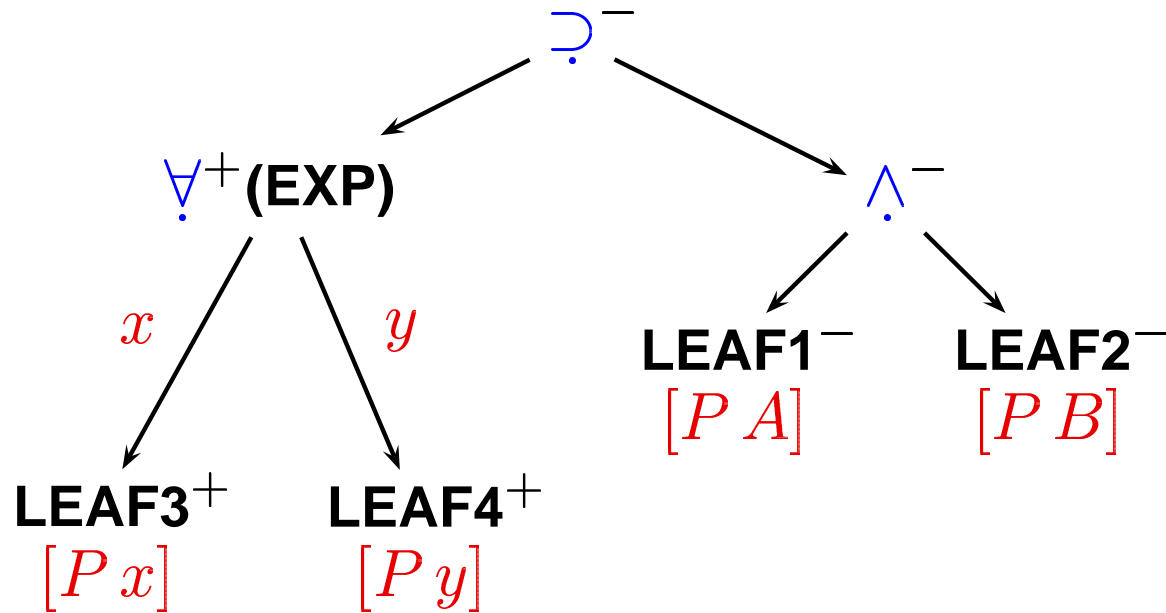 ⊃̣⁻
∀̣⁺(EXP) ∧̣⁻
x y
LEAF1⁻ LEAF2⁻
[P A] [P B]
LEAF3⁺ LEAF4⁺
[P x] [P y]